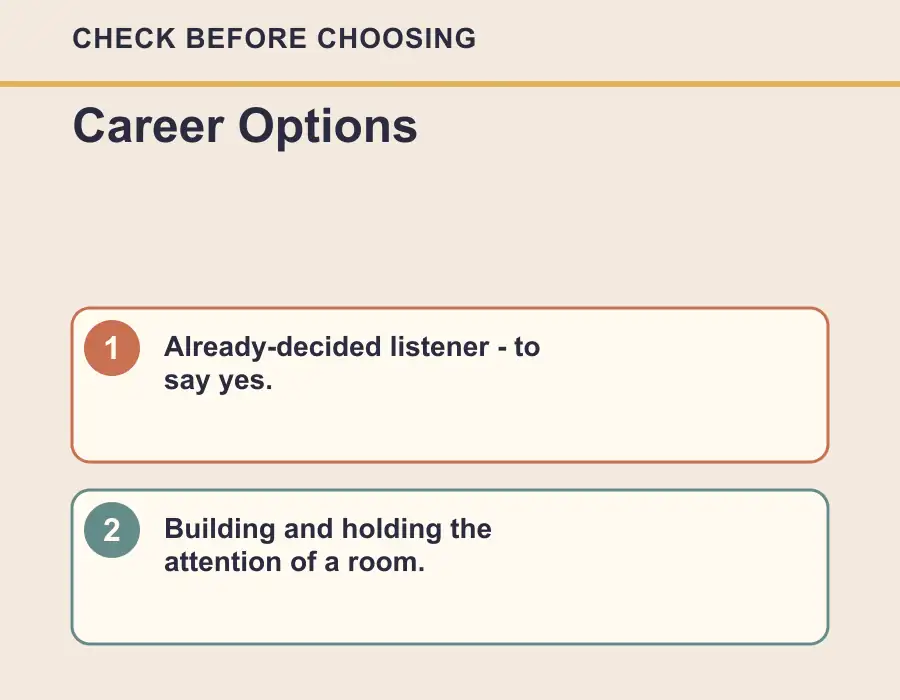 CHECK BEFORE CHOOSING
Career Options
1
Already-decided listener - to
say yes.
2
Building and holding the
attention of a room.